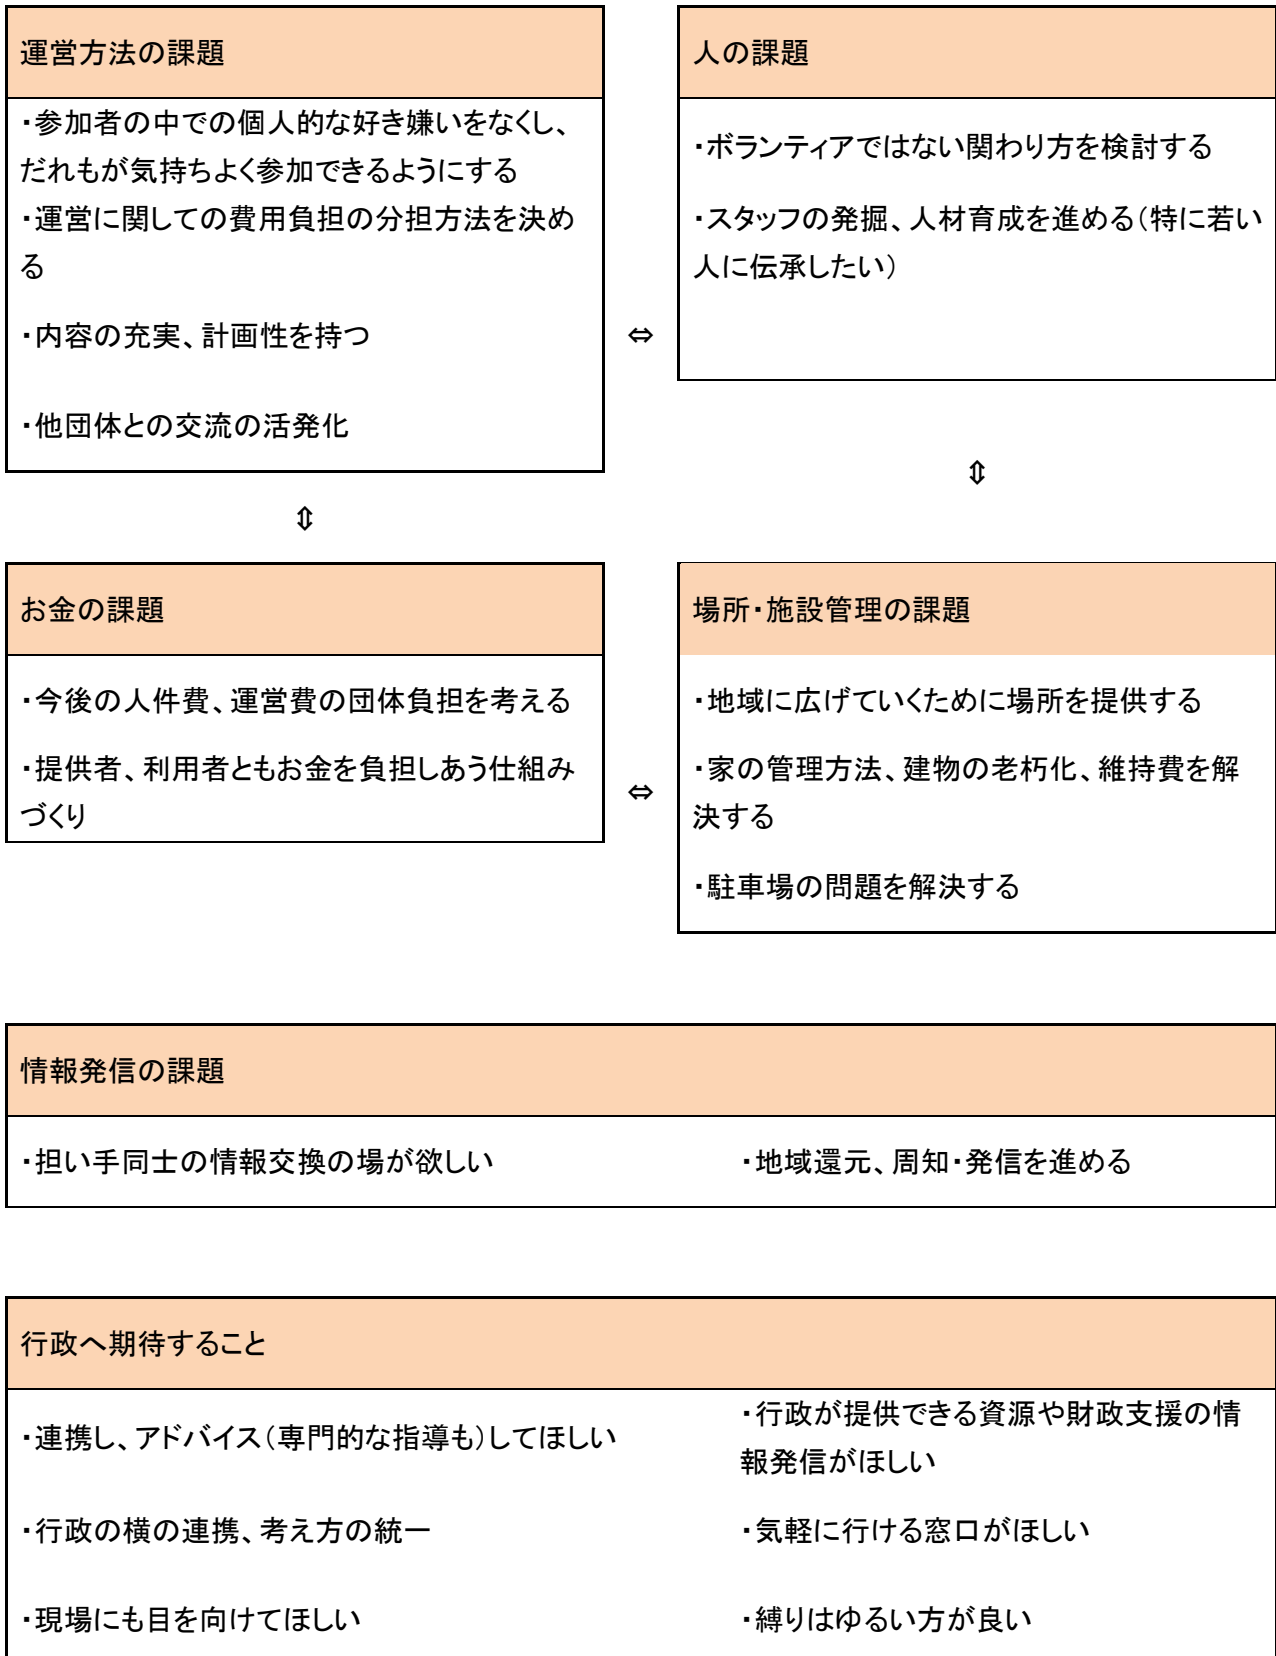 運営方法の課題
・参加者の中での個人的な好き嫌いをなくし、
だれもが気持ちよく参加できるようにする
・運営に関しての費用負担の分担方法を決め
る
・内容の充実、計画性を持つ
・他団体との交流の活発化
⇔
人の課題
・ボランティアではない関わり方を検討する
・スタッフの発掘、人材育成を進める(特に若い
人に伝承したい)
⇕
⇕
お金の課題
・今後の人件費、運営費の団体負担を考える
・提供者、利用者ともお金を負担しあう仕組み
づくり
⇔
場所・施設管理の課題
・地域に広げていくために場所を提供する
・家の管理方法、建物の老朽化、維持費を解
決する
・駐車場の問題を解決する
情報発信の課題
・担い手同士の情報交換の場が欲しい
・地域還元、周知・発信を進める
行政へ期待すること
・連携し、アドバイス(専門的な指導も)してほしい
・行政が提供できる資源や財政支援の情
報発信がほしい
・行政の横の連携、考え方の統一
・気軽に行ける窓口がほしい
・現場にも目を向けてほしい
・縛りはゆるい方が良い